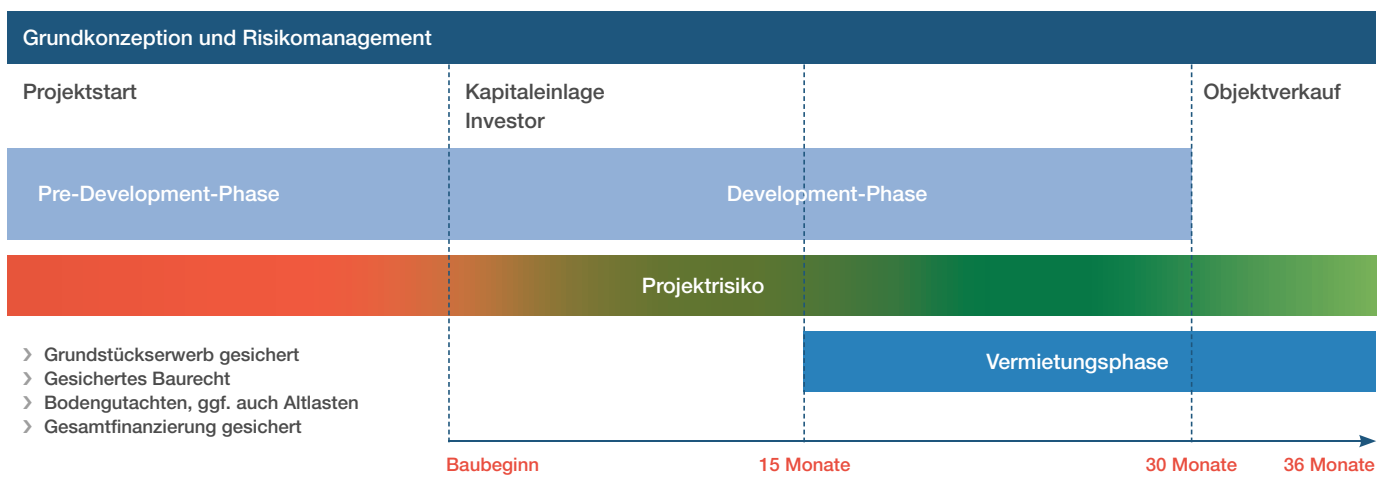 Grundkonzeption und Risikomanagement
Projektstart
Kapitaleinlage
Investor
Objektverkauf
Pre-Development-Phase
Development-Phase
Projektrisiko
Vermietungsphase
› Grundstückserwerb gesichert
› Gesichertes Baurecht
› Bodengutachten, ggf. auch Altlasten
› Gesamtfinanzierung gesichert
Baubeginn
15 Monate
30 Monate
36 Monate